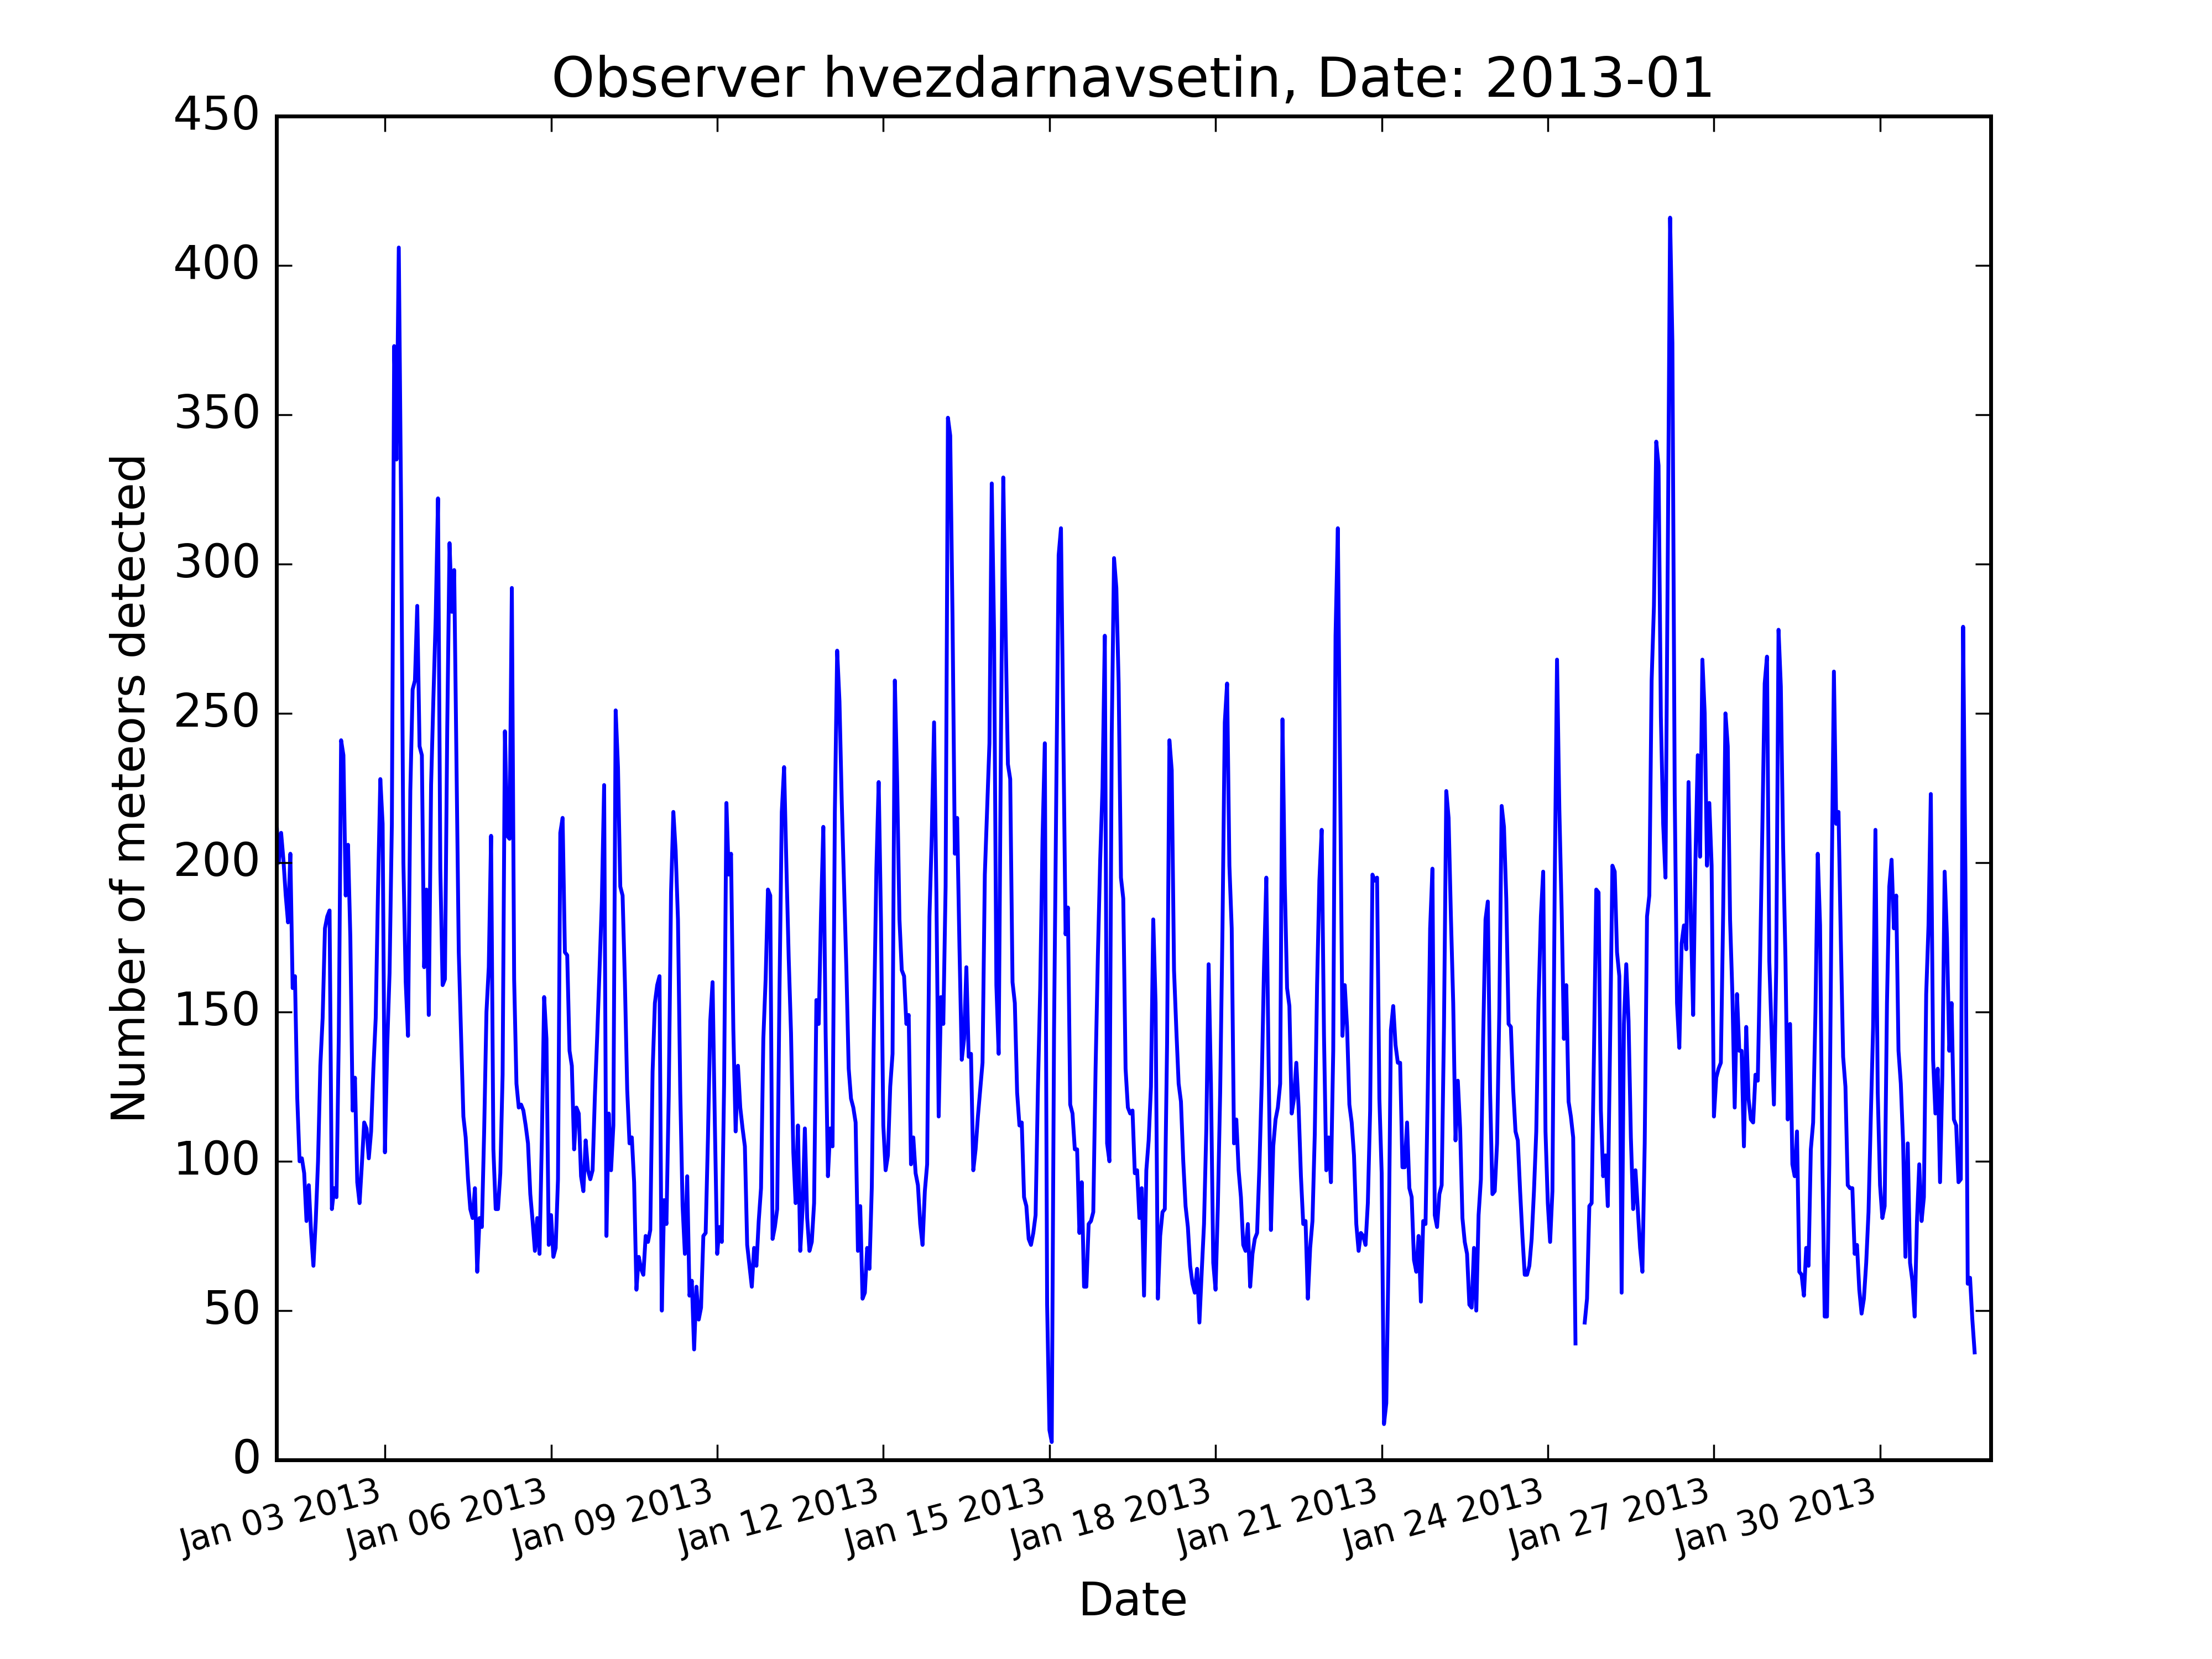 Observer hvezdarnavsetin, Date: 2013-01
Number of meteors detected
450
400
350
300
250
200
150
100
50
0
Jan 03 2013
Jan 06 2013
Jan 09 2013
Jan 12 2013
Jan 15 2013
Jan 18 2013
Jan 21 2013
Jan 24 2013
Jan 27 2013
Jan 30 2013
Date